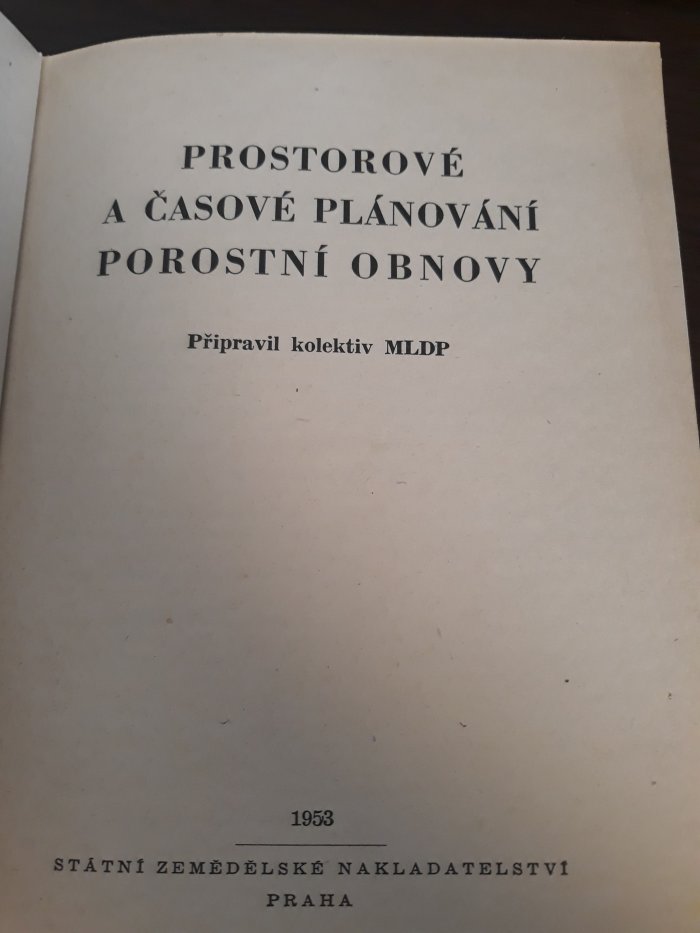 PROSTOROVÉ
A ČASOVÉ PLÁNOVÁNÍ
POROSTNÍ OBNOVY
Připravil kolektiv MLDP
1953
STÁTNÍ ZEMĚDĚLSKÉ NAKLADATELSTVÍ
PRAHA